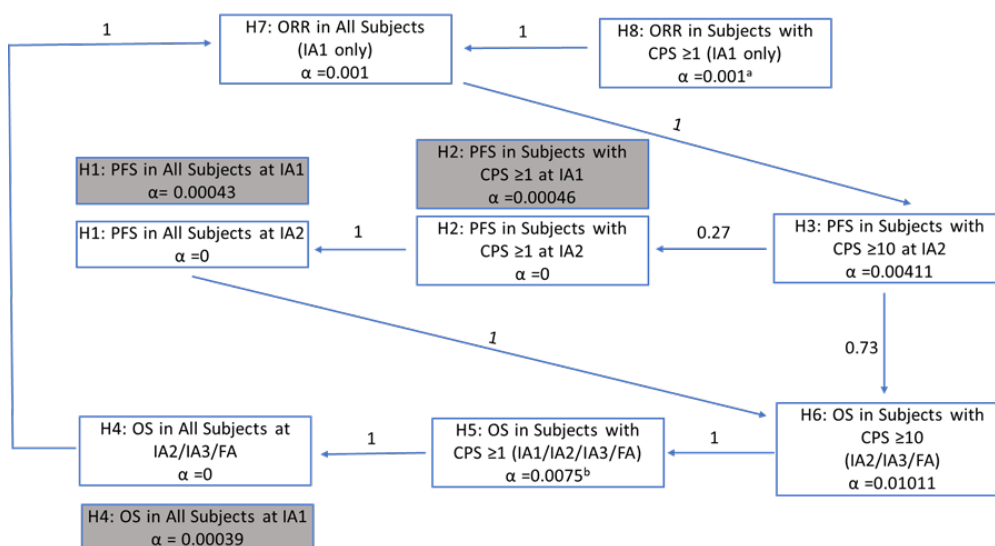 1
H7: ORR in All Subjects
(IA1 only)
α =0.001
1
H8: ORR in Subjects with
CPS ≥1 (IA1 only)
α =0.001ᵃ
1
H1: PFS in All Subjects at IA1
α= 0.00043
H2: PFS in Subjects with
CPS ≥1 at IA1
α =0.00046
H1: PFS in All Subjects at IA2
α =0
1
H2: PFS in Subjects with
CPS ≥1 at IA2
α =0
0.27
H3: PFS in Subjects with
CPS ≥10 at IA2
α =0.00411
1
0.73
H4: OS in All Subjects at
IA2/IA3/FA
α =0
1
H5: OS in Subjects with
CPS ≥1 (IA1/IA2/IA3/FA)
α =0.0075ᵇ
1
H6: OS in Subjects with
CPS ≥10
(IA2/IA3/FA)
α =0.01011
H4: OS in All Subjects at IA1
α = 0.00039